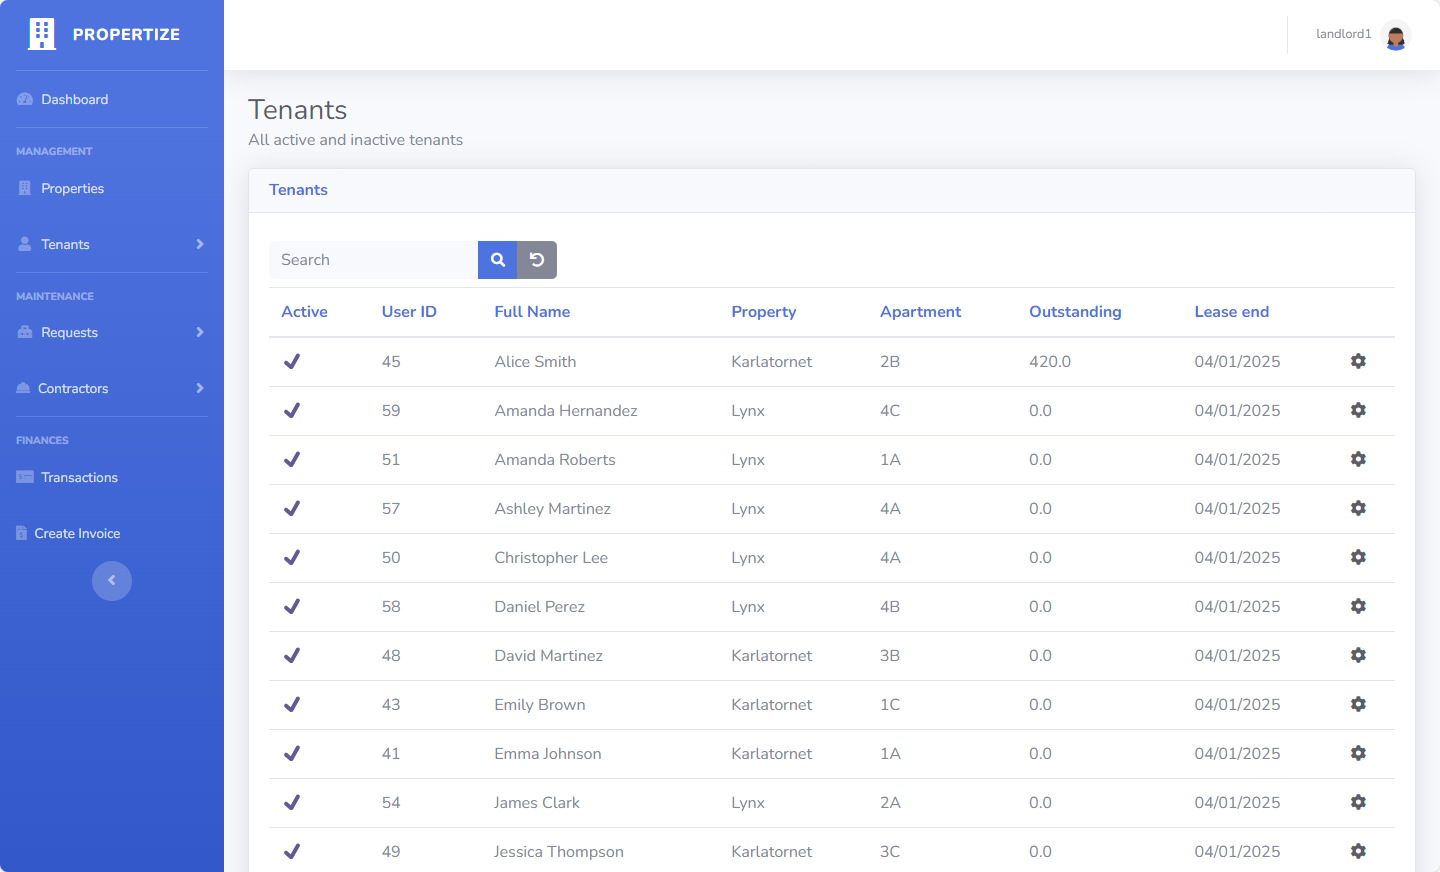 PROPERTIZE
landlord1
Dashboard
MANAGEMENT
Properties
Tenants
MAINTENANCE
Requests
Contractors
FINANCES
Transactions
Create Invoice
Tenants
All active and inactive tenants
Tenants
Search
Active User ID Full Name Property Apartment Outstanding Lease end
45 Alice Smith Karlatornet 2B 420.0 04/01/2025
59 Amanda Hernandez Lynx 4C 0.0 04/01/2025
51 Amanda Roberts Lynx 1A 0.0 04/01/2025
57 Ashley Martinez Lynx 4A 0.0 04/01/2025
50 Christopher Lee Lynx 4A 0.0 04/01/2025
58 Daniel Perez Lynx 4B 0.0 04/01/2025
48 David Martinez Karlatornet 3B 0.0 04/01/2025
43 Emily Brown Karlatornet 1C 0.0 04/01/2025
41 Emma Johnson Karlatornet 1A 0.0 04/01/2025
54 James Clark Lynx 2A 0.0 04/01/2025
49 Jessica Thompson Karlatornet 3C 0.0 04/01/2025